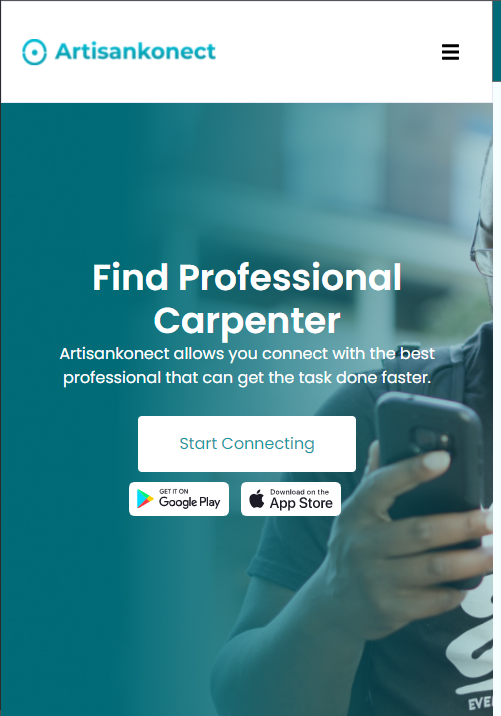 Artisankonect
Find Professional
Carpenter
Artisankonect allows you connect with the best
professional that can get the task done faster.
Start Connecting
GET IT ON
Google Play
Download on the
App Store
EVE